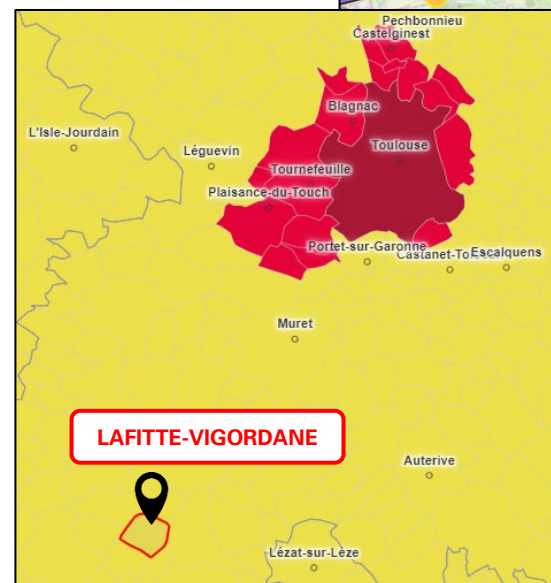 Pechbonnieu
Castelginest
Blagnac
L'Isle-Jourdain
Toulouse
Léguevin
Tournefeuille
Plaisance-du-Touch
Portet-sur-Garonne
Escalquens
Muret
LAFITTE-VIGORDANE
Auterive
Lézat-sur-Lèze